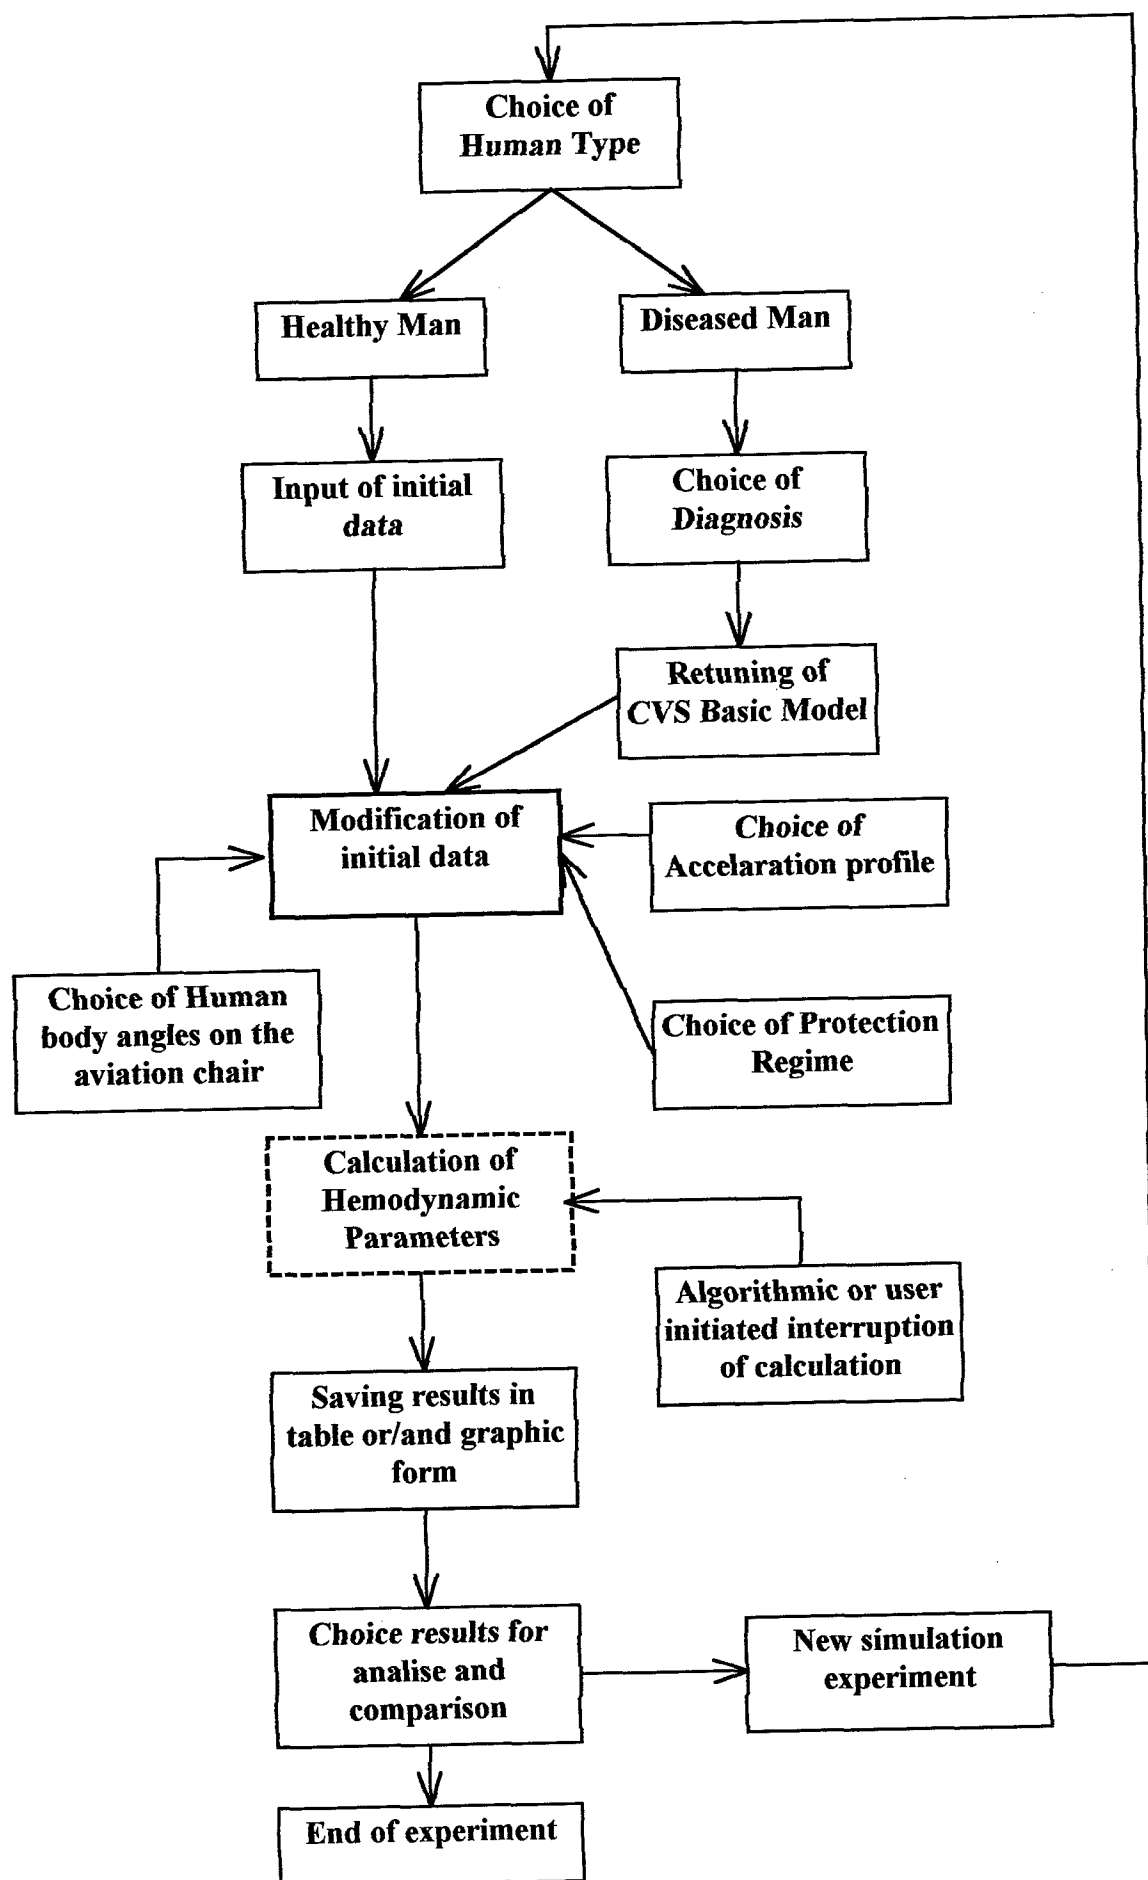 Choice of
Human Type
Healthy Man
Diseased Man
Input of initial
data
Choice of
Diagnosis
Retuning of
CVS Basic Model
Modification of
initial data
Choice of
Accelaration profile
Choice of Human
body angles on the
aviation chair
Choice of Protection
Regime
Calculation of
Hemodynamic
Parameters
Algorithmic or user
initiated interruption
of calculation
Saving results in
table or/and graphic
form
Choice results for
analise and
comparison
New simulation
experiment
End of experiment